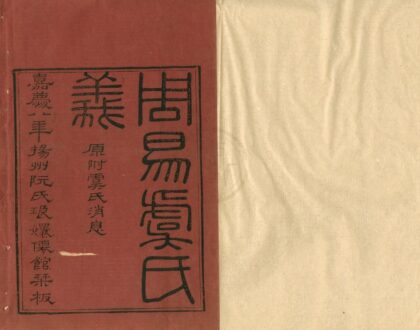 周易虞氏
義
原附虞氏消息
嘉慶八年揚州阮氏琅嬛僊館栞板